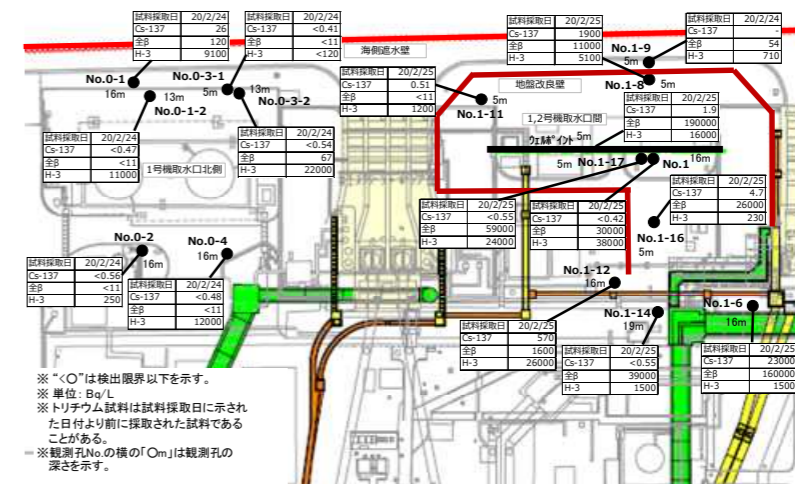 試料採取日 20/2/24
Cs-137 26
全β 120
H-3 9100
試料採取日 20/2/24
Cs-137 <0.41
全β <11
H-3 <120
海側遮水壁
試料採取日 20/2/25
Cs-137 1900
全β 11000
H-3 5100
試料採取日 20/2/24
Cs-137 -
全β 54
H-3 710
No.0-1
16m
No.0-3-1
5m
13m
No.0-1-2
13m
No.0-3-2
試料採取日 20/2/25
Cs-137 0.51
全β <11
H-3 1200
5m
No.1-11
地盤改良壁
No.1-9
5m
No.1-8
5m
試料採取日 20/2/25
Cs-137 1.9
全β 190000
H-3 16000
1,2号機取水口間
ウェルポイント 5m
試料採取日 20/2/24
Cs-137 <0.47
全β <11
H-3 11000
1号機取水口北側
試料採取日 20/2/24
Cs-137 <0.54
全β 67
H-3 22000
5m
No.1-17
No.1
16m
試料採取日 20/2/25
Cs-137 4.7
全β 26000
H-3 230
試料採取日 20/2/25
Cs-137 <0.55
全β 59000
H-3 24000
試料採取日 20/2/25
Cs-137 <0.42
全β 30000
H-3 38000
No.1-16
5m
No.0-2
16m
No.0-4
16m
試料採取日 20/2/24
Cs-137 <0.56
全β <11
H-3 250
試料採取日 20/2/24
Cs-137 <0.48
全β <11
H-3 12000
No.1-12
16m
No.1-14
19m
No.1-6
16m
試料採取日 20/2/25
Cs-137 570
全β 1600
H-3 26000
試料採取日 20/2/25
Cs-137 <0.55
全β 39000
H-3 1500
試料採取日 20/2/25
Cs-137 23000
全β 160000
H-3 1500
※ “<○”は検出限界以下を示す。
※ 単位: Bq/L
※ トリチウム試料は試料採取日に示され
た日付より前に採取された試料である
ことがある。
※観測孔No.の横の「○m」は観測孔の
深さを示す。